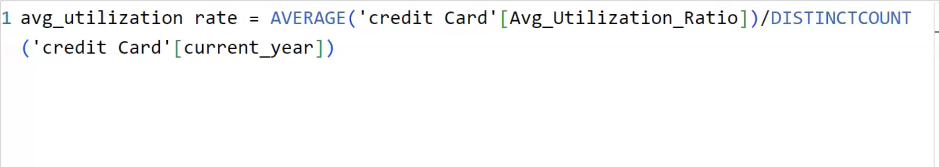 1 avg_utilization rate = AVERAGE('credit Card'[Avg_Utilization_Ratio])/DISTINCTCOUNT
('credit Card'[current_year])